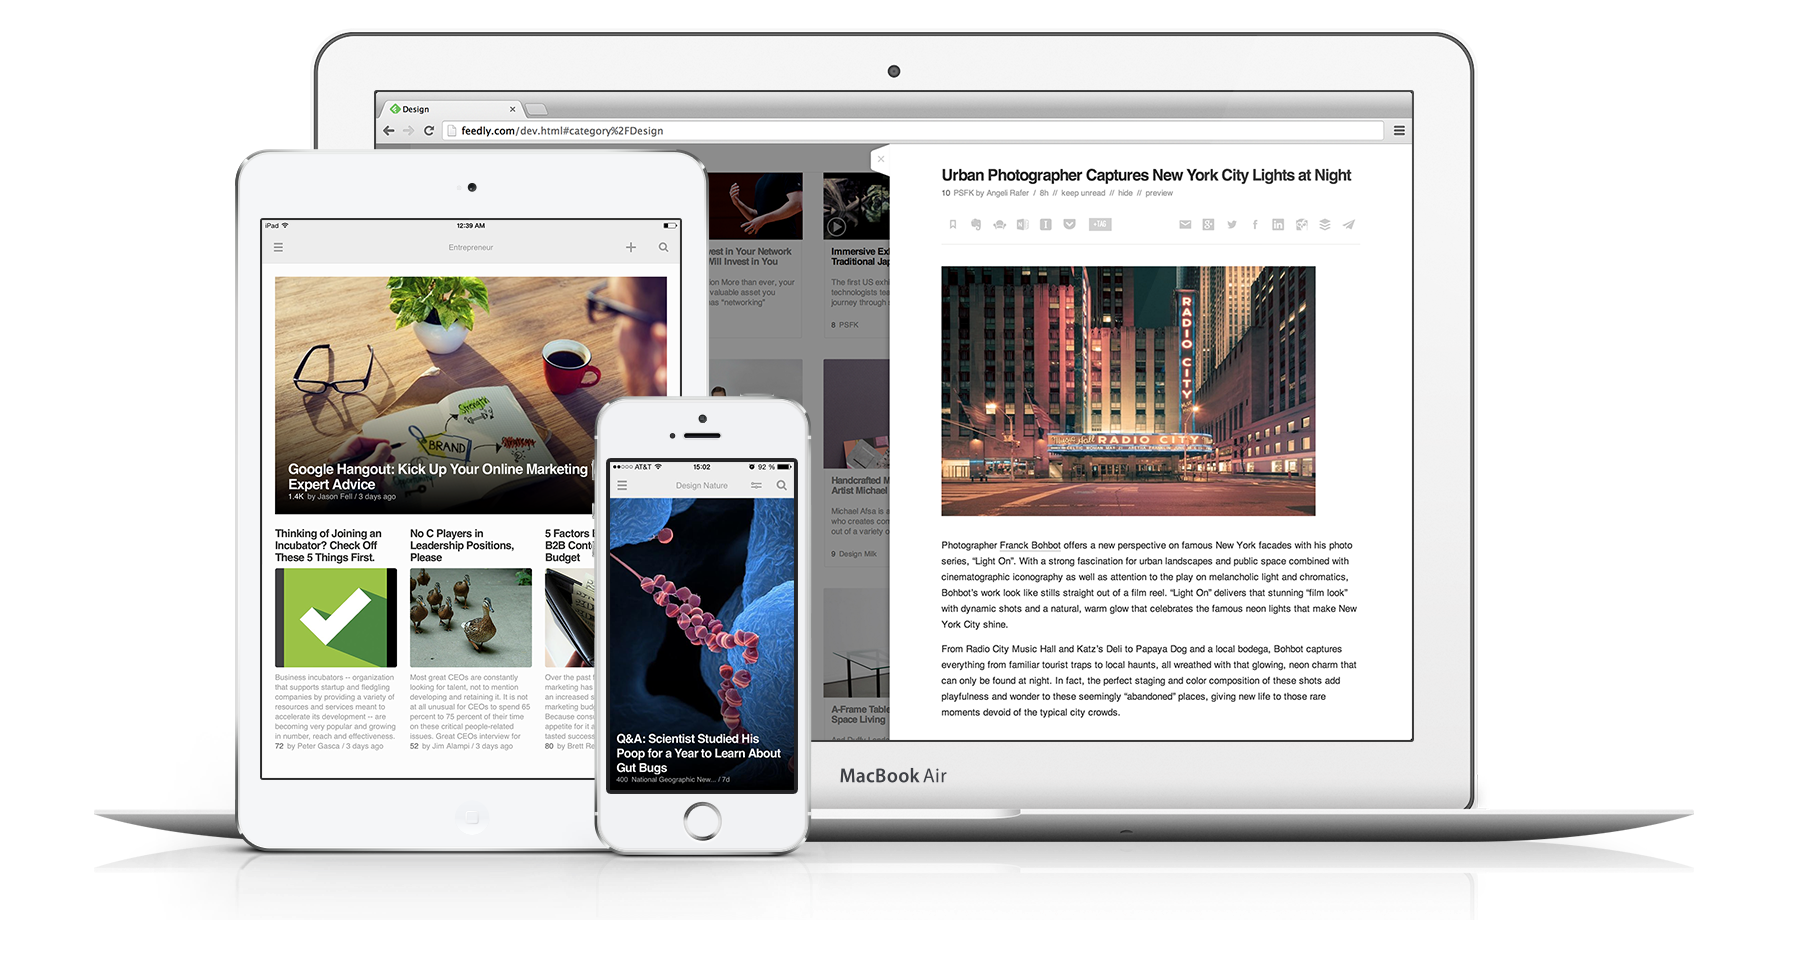 Design
feedly.com/dev.html#category%2FDesign
Urban Photographer Captures New York City Lights at Night
10 PSFK by Angeli Rafer / 8h // keep unread // hide // preview
+TAG
RADIO CITY
Music Hall RADIO CITY
Photographer Franck Bohbot offers a new perspective on famous New York facades with his photo
series, “Light On”. With a strong fascination for urban landscapes and public space combined with
cinematographic iconography as well as attention to the play on melancholic light and chromatics,
Bohbot’s work look like stills straight out of a film reel. “Light On” delivers that stunning “film look”
with dynamic shots and a natural, warm glow that celebrates the famous neon lights that make New
York City shine.
From Radio City Music Hall and Katz’s Deli to Papaya Dog and a local bodega, Bohbot captures
everything from familiar tourist traps to local haunts, all wreathed with that glowing, neon charm that
can only be found at night. In fact, the perfect staging and color composition of these shots add
playfulness and wonder to these seemingly “abandoned” places, giving new life to those rare
moments devoid of the typical city crowds.
est in Your Network
Will Invest in You
ion More than ever, your
valuable asset you
as "networking"
Immersive Ex
Traditional Jap
The first US exhi
technologists tea
journey through
8 PSFK
Handcrafted M
Artist Michael
Michael Afsa is a
who creates con
out of a variety o
9 Design Milk
A-Frame Table
Space Living
MacBook Air
iPad
12:39 AM
Entrepreneur
Strength
BRAND
Google Hangout: Kick Up Your Online Marketing
Expert Advice
1.4K by Jason Fell / 3 days ago
Thinking of Joining an
Incubator? Check Off
These 5 Things First.
Business incubators -- organization
that supports startup and fledgling
companies by providing a variety of
resources and services meant to
accelerate its development -- are
becoming very popular and growing
in number, reach and effectiveness.
72 by Peter Gasca / 3 days ago
No C Players in
Leadership Positions,
Please
Most great CEOs are constantly
looking for talent, not to mention
developing and retaining it. It is not
at all unusual for CEOs to spend 65
percent to 75 percent of their time
on these critical people-related
issues. Great CEOs interview for
52 by Jim Alampi / 3 days ago
5 Factors
B2B Cont
Budget
Over the past
marketing has
an increased s
marketing budg
Because consu
appetite for it a
tasted success
80 by Brett Re
AT&T
15:02
92 %
Design Nature
Q&A: Scientist Studied His
Poop for a Year to Learn About
Gut Bugs
400 National Geographic New... / 7d